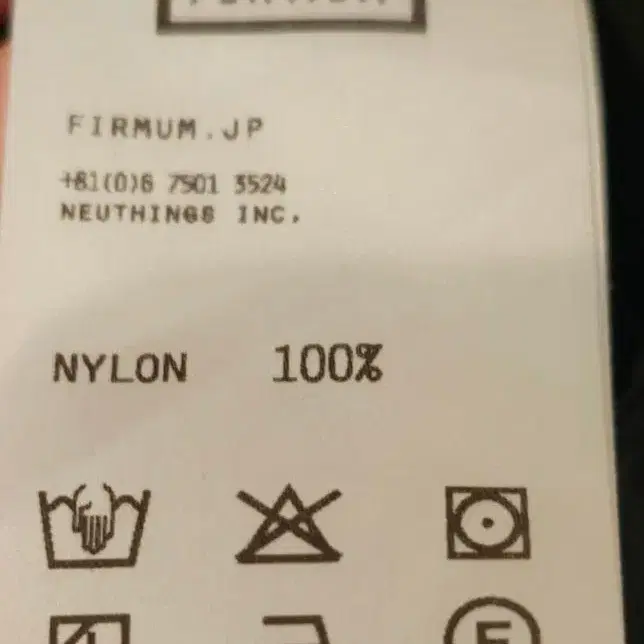 FIRMUM.JP
+81(0)6 7501 3524
NEUTHINGS INC.
NYLON 100%
F